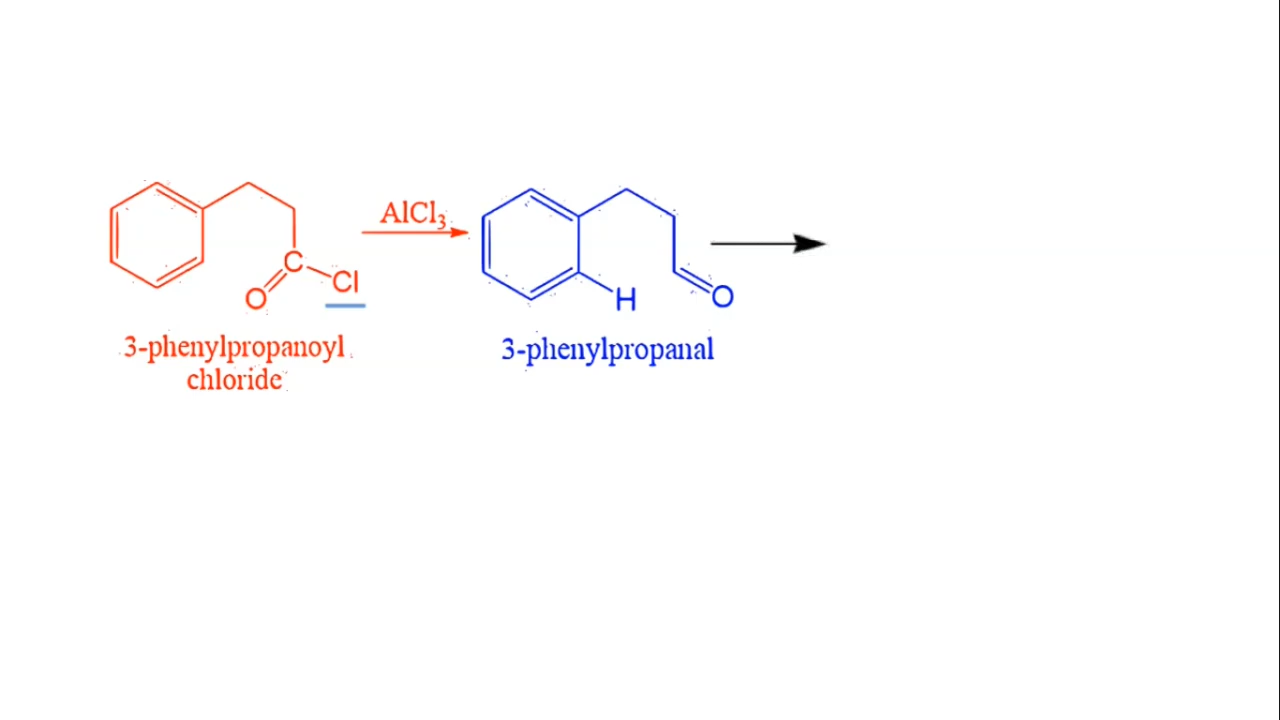 AlCl3
C
Cl
O
H
O
3-phenylpropanoyl
chloride
3-phenylpropanal